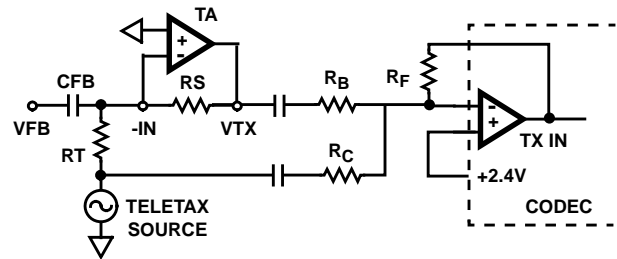 TA
+
-
CFB
RS
RB
RF
VFB
-IN
VTX
-
+
TX IN
RT
RC
+2.4V
TELETAX
SOURCE
CODEC